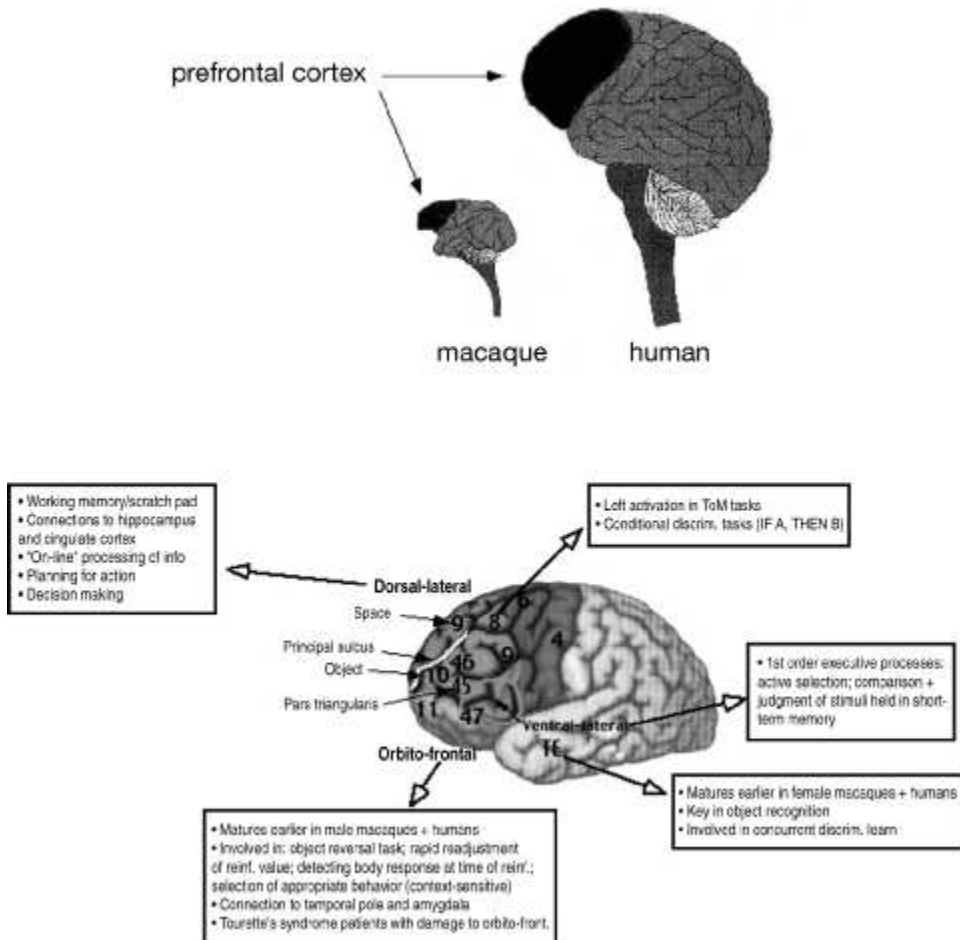 prefrontal cortex
macaque
human
• Working memory/scratch pad
• Connections to hippocampus
and cingulate cortex
• "On-line" processing of info
• Planning for action
• Decision making
• Left activation in ToM tasks
• Conditional discrim. tasks (IF A, THEN B)
Dorsal-lateral
Space
Principal sulcus
Object
Pars triangularis
6
9
8
4
46
9
10
45
11
47
Ventral-lateral
TE
Orbito-frontal
• 1st order executive processes:
active selection; comparison +
judgment of stimuli held in short-
term memory
• Matures earlier in female macaques + humans
• Key in object recognition
• Involved in concurrent discrim. learn
• Matures earlier in male macaques + humans
• Involved in: object reversal task; rapid readjustment
of reinf. value; detecting body response at time of reinf.;
selection of appropriate behavior (context-sensitive)
• Connection to temporal pole and amygdala
• Tourette's syndrome patients with damage to orbito-front.